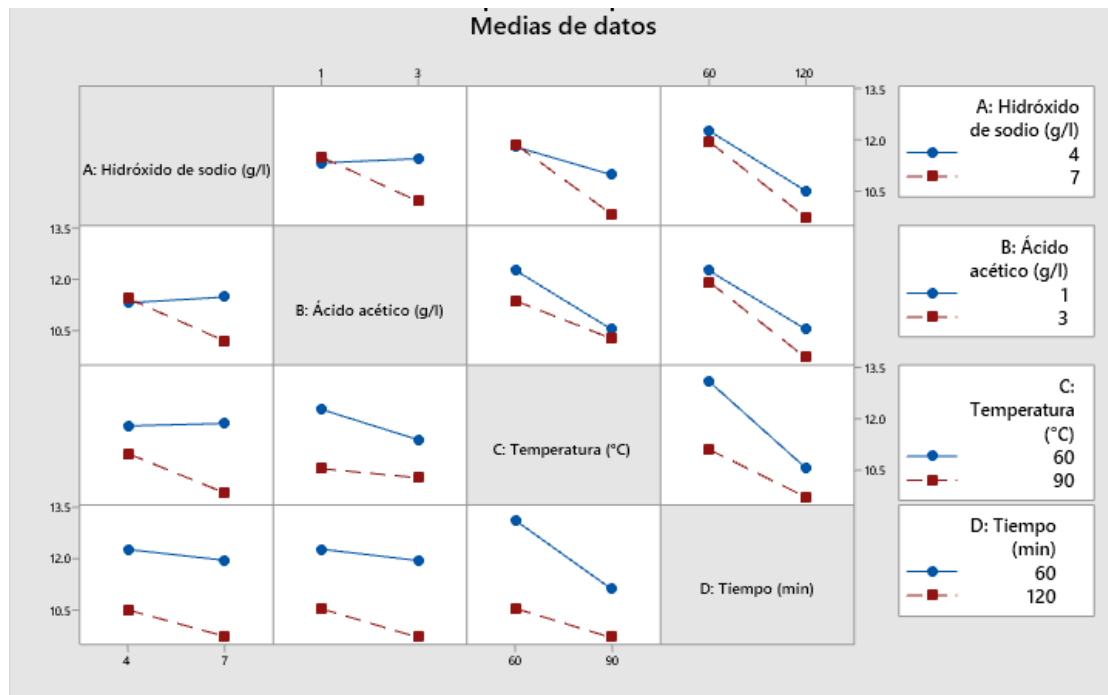 Medias de datos
1 3 60 120
A: Hidróxido de sodio (g/l)
13.5
12.0
10.5
A: Hidróxido
de sodio (g/l)
4
7
13.5
12.0
10.5
B: Ácido acético (g/l)
B: Ácido
acético (g/l)
1
3
C: Temperatura (°C)
13.5
12.0
10.5
C:
Temperatura
(°C)
60
90
13.5
12.0
10.5
D: Tiempo (min)
D: Tiempo
(min)
60
120
4 7 60 90